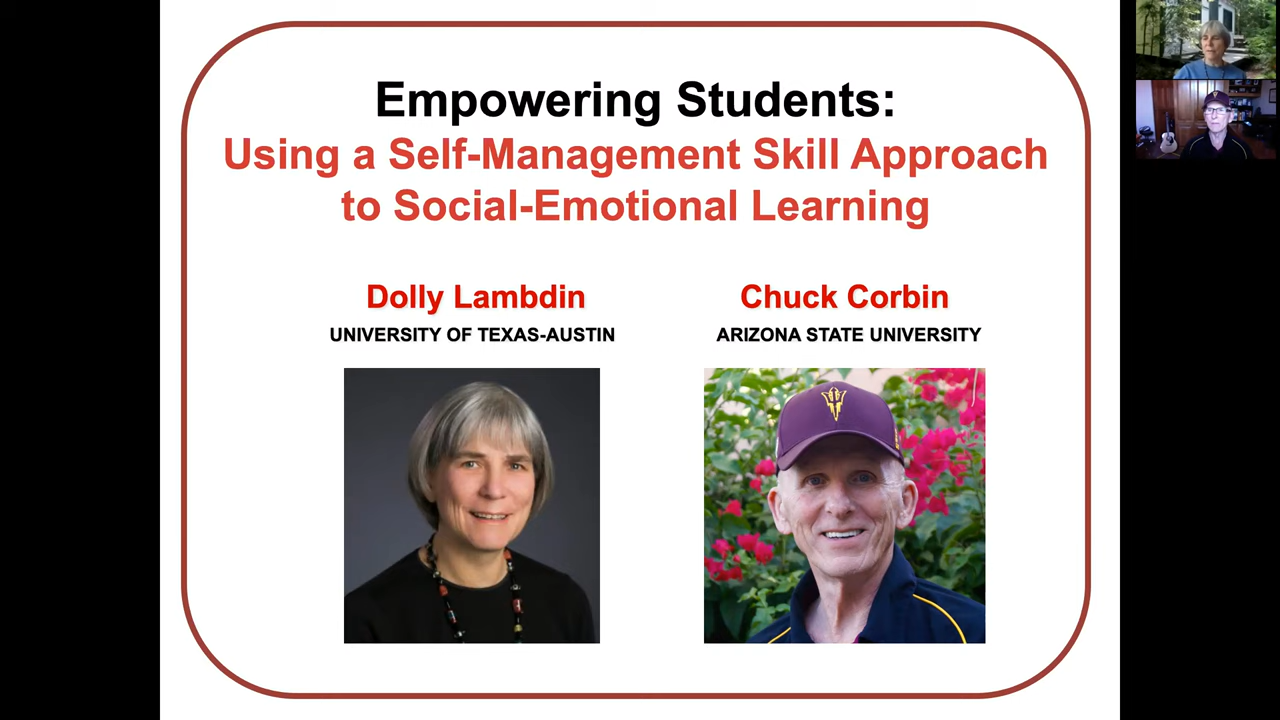 Empowering Students:
Using a Self-Management Skill Approach
to Social-Emotional Learning
Dolly Lambdin
UNIVERSITY OF TEXAS-AUSTIN
Chuck Corbin
ARIZONA STATE UNIVERSITY